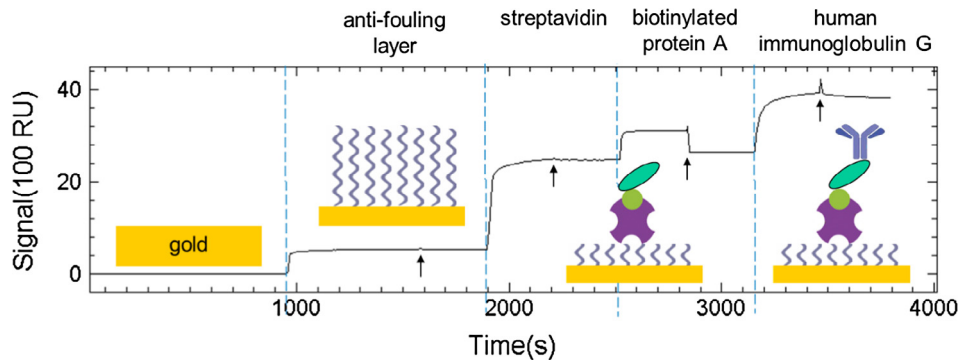 anti-fouling
layer
streptavidin
biotinylated
protein A
human
immunoglobulin G
Signal(100 RU)
40
20
0
gold
1000
2000
3000
4000
Time(s)